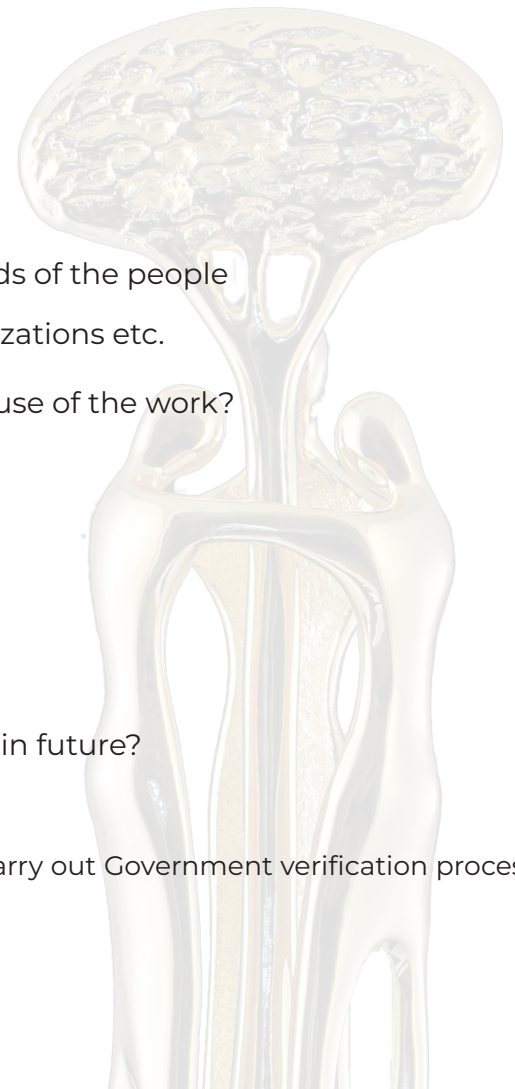 ds of the people
zations etc.
use of the work?
in future?
arry out Government verification proces